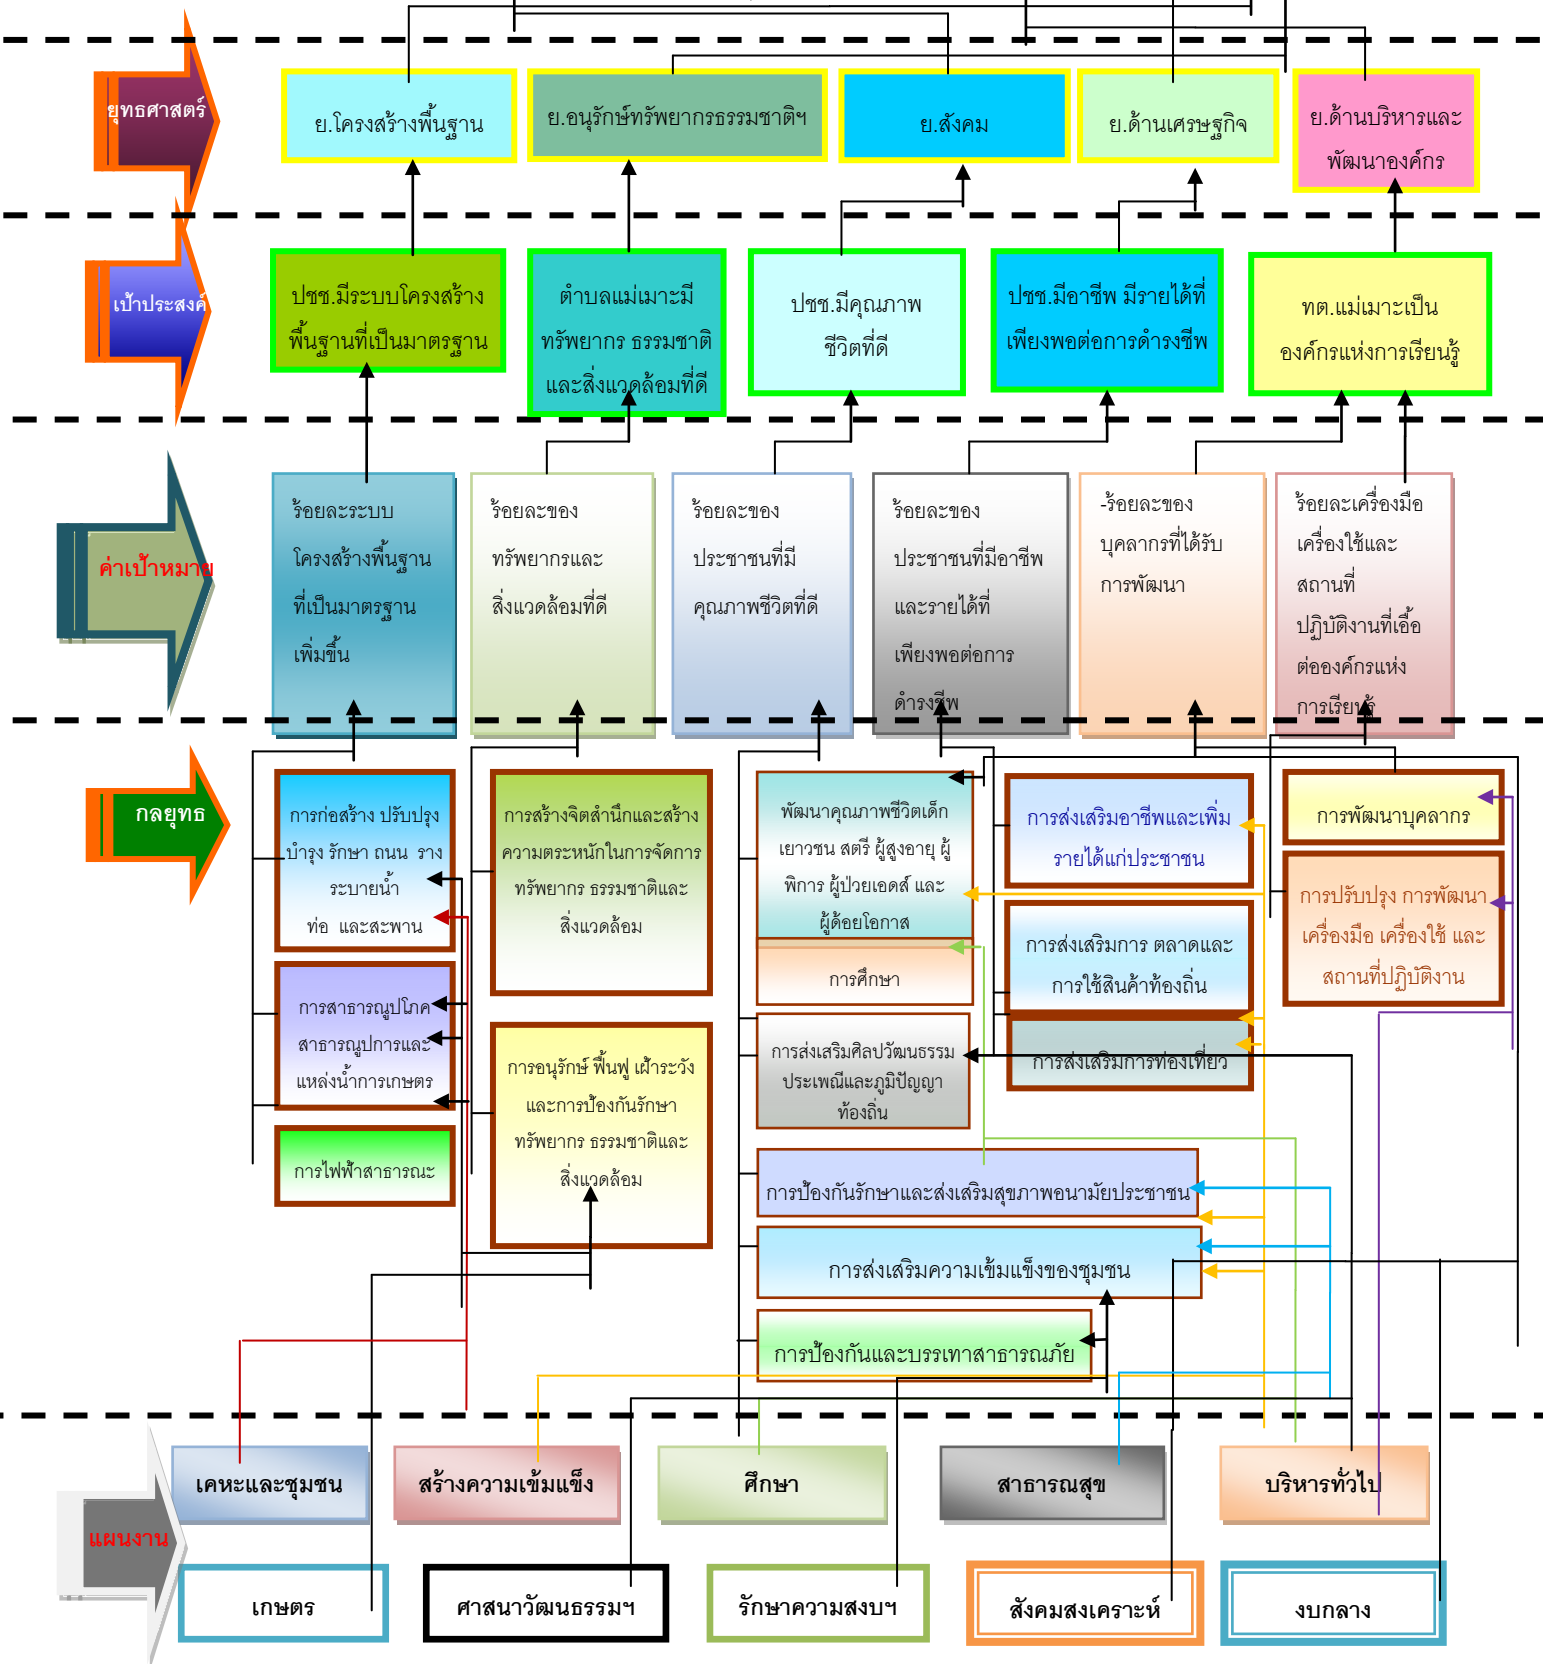 ยุทธศาสตร์
ย.โครงสร้างพื้นฐาน
ย.อนุรักษ์ทรัพยากรธรรมชาติฯ
ย.สังคม
ย.ด้านเศรษฐกิจ
ย.ด้านบริหารและ
พัฒนาองค์กร
เป้าประสงค์
ปชช.มีระบบโครงสร้าง
พื้นฐานที่เป็นมาตรฐาน
ตำบลแม่เมาะมี
ทรัพยากร ธรรมชาติ
และสิ่งแวดล้อมที่ดี
ปชช.มีคุณภาพ
ชีวิตที่ดี
ปชช.มีอาชีพ มีรายได้ที่
เพียงพอต่อการดำรงชีพ
ทต.แม่เมาะเป็น
องค์กรแห่งการเรียนรู้
ค่าเป้าหมาย
ร้อยละระบบ
โครงสร้างพื้นฐาน
ที่เป็นมาตรฐาน
เพิ่มขึ้น
ร้อยละของ
ทรัพยากรและ
สิ่งแวดล้อมที่ดี
ร้อยละของ
ประชาชนที่มี
คุณภาพชีวิตที่ดี
ร้อยละของ
ประชาชนที่มีอาชีพ
และรายได้ที่
เพียงพอต่อการ
ดำรงชีพ
-ร้อยละของ
บุคลากรที่ได้รับ
การพัฒนา
ร้อยละเครื่องมือ
เครื่องใช้และ
สถานที่
ปฏิบัติงานที่เอื้อ
ต่อองค์กรแห่ง
การเรียนรู้
กลยุทธ
การก่อสร้าง ปรับปรุง
บำรุง รักษา ถนน ราง
ระบายน้ำ
ท่อ และสะพาน
การสาธารณูปโภค
สาธารณูปการและ
แหล่งน้ำการเกษตร
การไฟฟ้าสาธารณะ
การสร้างจิตสำนึกและสร้าง
ความตระหนักในการจัดการ
ทรัพยากร ธรรมชาติและ
สิ่งแวดล้อม
การอนุรักษ์ ฟื้นฟู เฝ้าระวัง
และการป้องกันรักษา
ทรัพยากร ธรรมชาติและ
สิ่งแวดล้อม
พัฒนาคุณภาพชีวิตเด็ก
เยาวชน สตรี ผู้สูงอายุ ผู้
พิการ ผู้ป่วยเอดส์ และ
ผู้ด้อยโอกาส
การศึกษา
การส่งเสริมศิลปวัฒนธรรม
ประเพณีและภูมิปัญญา
ท้องถิ่น
การป้องกันรักษาและส่งเสริมสุขภาพอนามัยประชาชน
การส่งเสริมความเข้มแข็งของชุมชน
การป้องกันและบรรเทาสาธารณภัย
การส่งเสริมอาชีพและเพิ่ม
รายได้แก่ประชาชน
การส่งเสริมการ ตลาดและ
การใช้สินค้าท้องถิ่น
การส่งเสริมการท่องเที่ยว
การพัฒนาบุคลากร
การปรับปรุง การพัฒนา
เครื่องมือ เครื่องใช้ และ
สถานที่ปฏิบัติงาน
แผนงาน
เคหะและชุมชน
สร้างความเข้มแข็ง
ศึกษา
สาธารณสุข
บริหารทั่วไป
เกษตร
ศาสนาวัฒนธรรมฯ
รักษาความสงบฯ
สังคมสงเคราะห์
งบกลาง